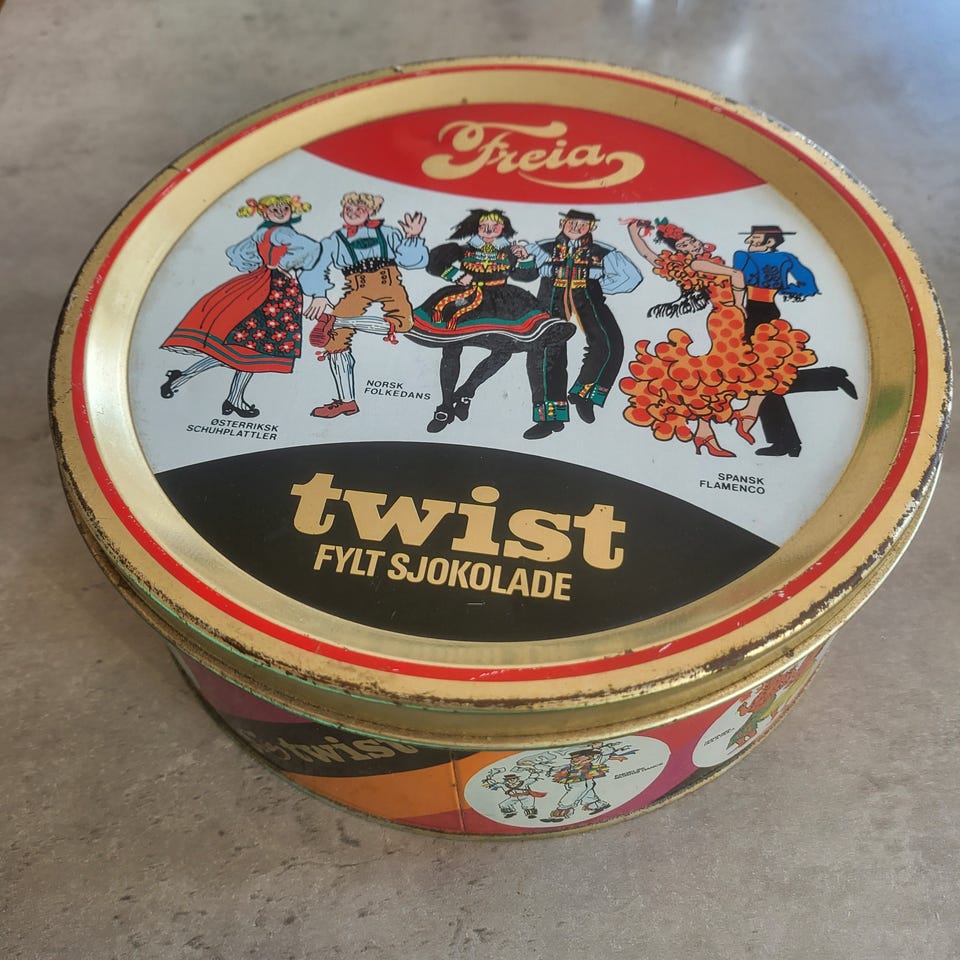 Freia
NORSK
FOLKEDANS
ØSTERRIKSK
SCHUHPLATTLER
SPANSK
FLAMENCO
twist
FYLT SJOKOLADE
twist